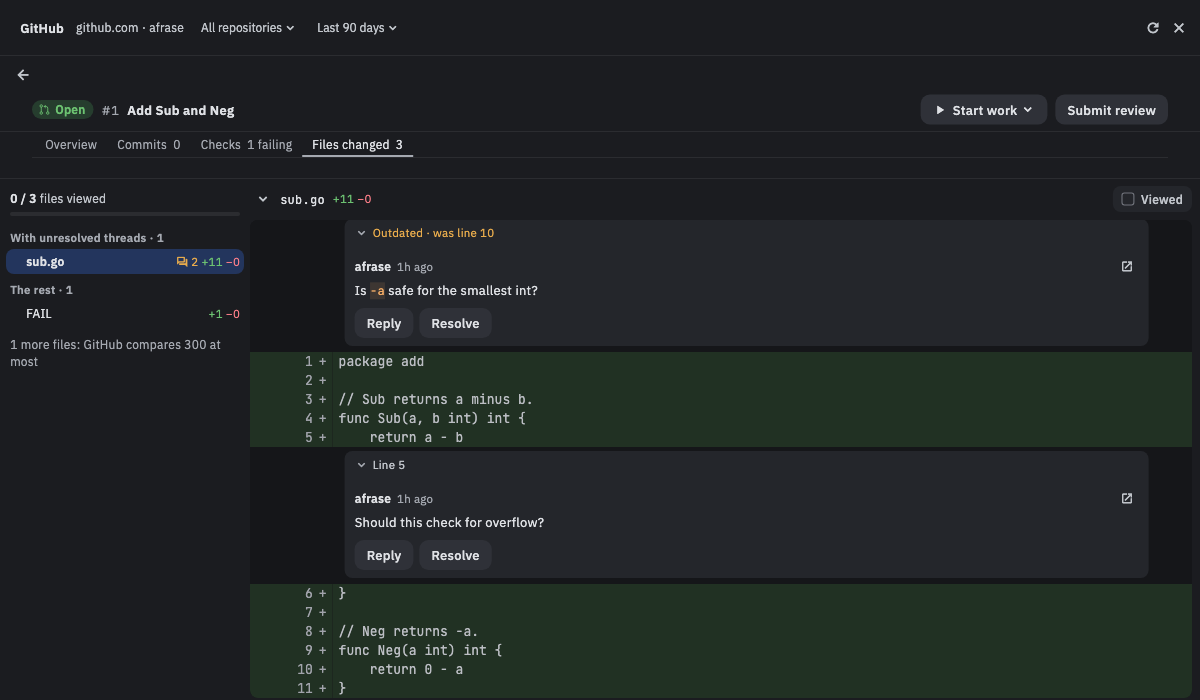 GitHub github.com · afrase All repositories Last 90 days
Open #1 Add Sub and Neg Start work Submit review
Overview Commits 0 Checks 1 failing Files changed 3
0 / 3 files viewed
With unresolved threads · 1
sub.go 2 +11 −0
The rest · 1
FAIL +1 −0
1 more files: GitHub compares 300 at
most
sub.go +11 −0 Viewed
Outdated · was line 10
afrase 1h ago
Is -a safe for the smallest int?
Reply Resolve
1 + package add
2 +
3 + // Sub returns a minus b.
4 + func Sub(a, b int) int {
5 + return a - b
Line 5
afrase 1h ago
Should this check for overflow?
Reply Resolve
6 + }
7 +
8 + // Neg returns -a.
9 + func Neg(a int) int {
10 + return 0 - a
11 + }